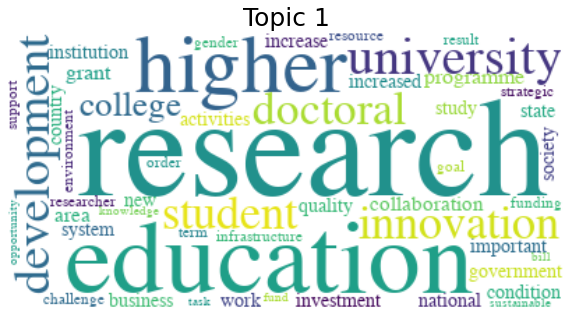 Topic 1
gender resource result
institution increase
grant higher university
increased programme
strategic
support country college doctoral study state
activities
development environment research society
order goal
researcher new student quality collaboration funding
opportunity knowledge area innovation
system term infrastructure important
education government bill
condition
challenge business task work fund investment national sustainable